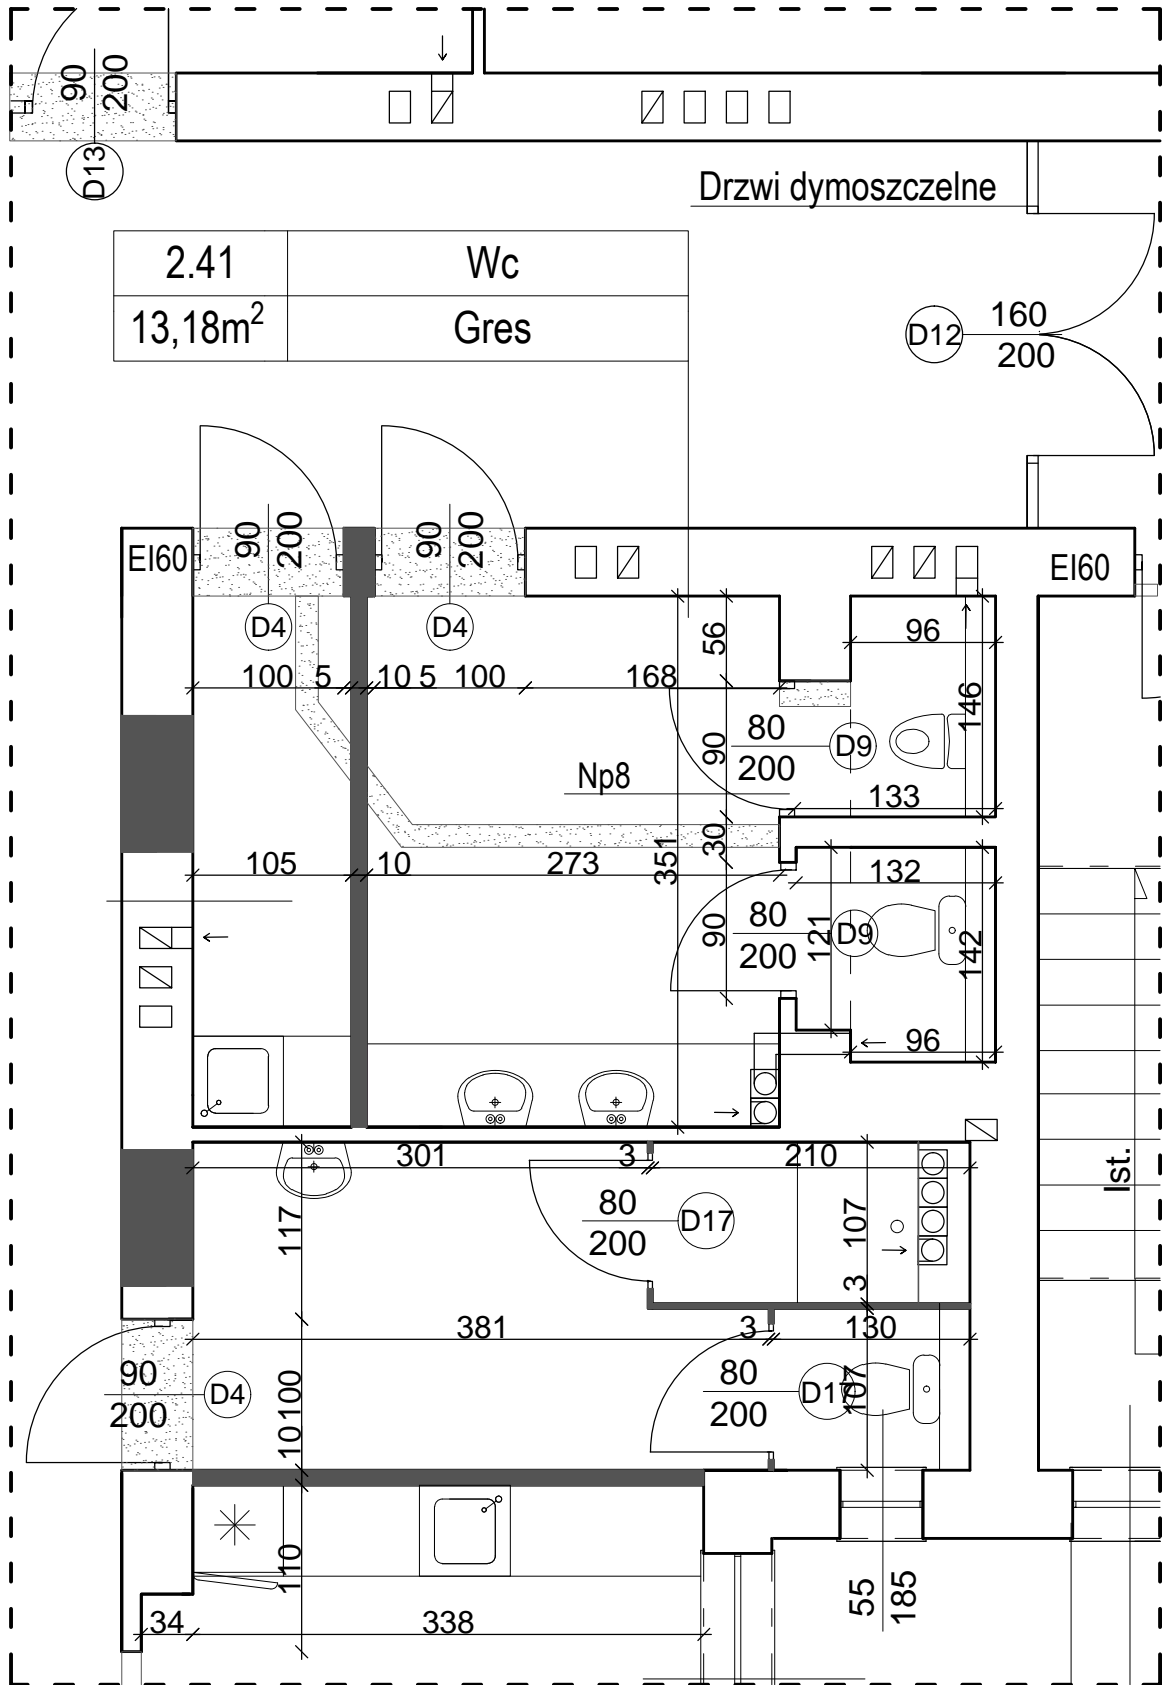 90
200
D13
Drzwi dymoszczelne
2.41 Wc
13,18m² Gres
D12 160
200
EI60
90
200
90
200
EI60
D4
D4
56
96
100 5 10 5 100 168
146
80
200
D9
90
Np8
133
30
351
105 10 273
132
80
200
D9
90
121
142
96
301 3 210
Ist.
117
80
200
D17
107
3
381 3 130
90
200
D4
80
200
D17
107
100
10
110
55
185
34 338